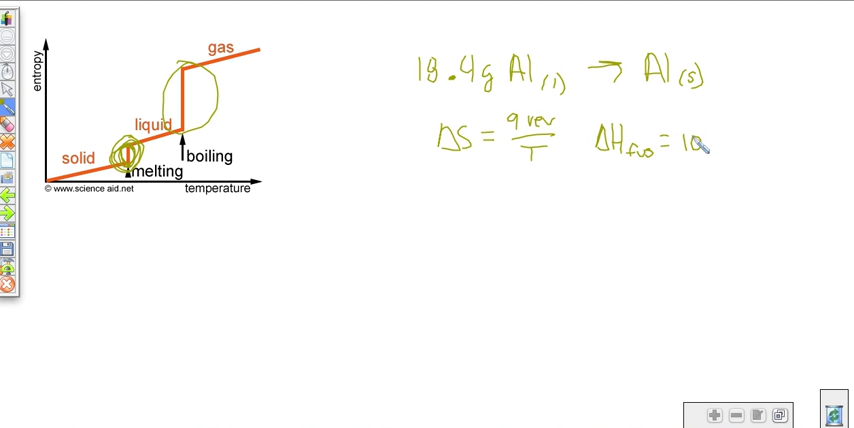 entropy
gas
liquid
solid
boiling
melting
© www.science aid.net
temperature
18.4g Al(l) → Al(s)
ΔS = q rev / T
ΔHfus = 10